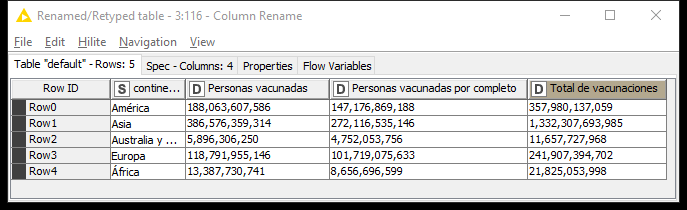 Renamed/Retyped table - 3:116 - Column Rename
File Edit Hilite Navigation View
Table "default" - Rows: 5 Spec - Columns: 4 Properties Flow Variables
Row ID S contine... D Personas vacunadas D Personas vacunadas por completo D Total de vacunaciones
Row0 América 188,063,607,586 147,176,869,188 357,980,137,059
Row1 Asia 386,576,359,314 272,116,535,146 1,332,307,693,985
Row2 Australia y ... 5,896,306,250 4,752,053,756 11,657,727,968
Row3 Europa 118,791,955,146 101,719,075,633 241,907,394,702
Row4 África 13,387,730,741 8,656,696,599 21,825,053,998